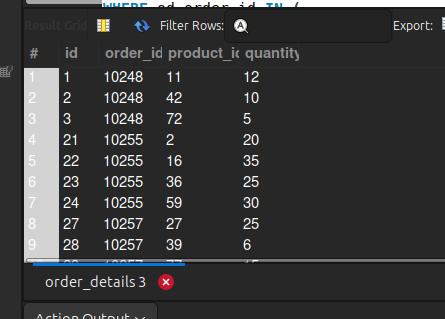 WHERE od.order_id IN (
Result Grid Filter Rows: Export:
# id order_id product_id quantity
1 1 10248 11 12
2 2 10248 42 10
3 3 10248 72 5
4 21 10255 2 20
5 22 10255 16 35
6 23 10255 36 25
7 24 10255 59 30
8 27 10257 27 25
9 28 10257 39 6
order_details 3
Action Output